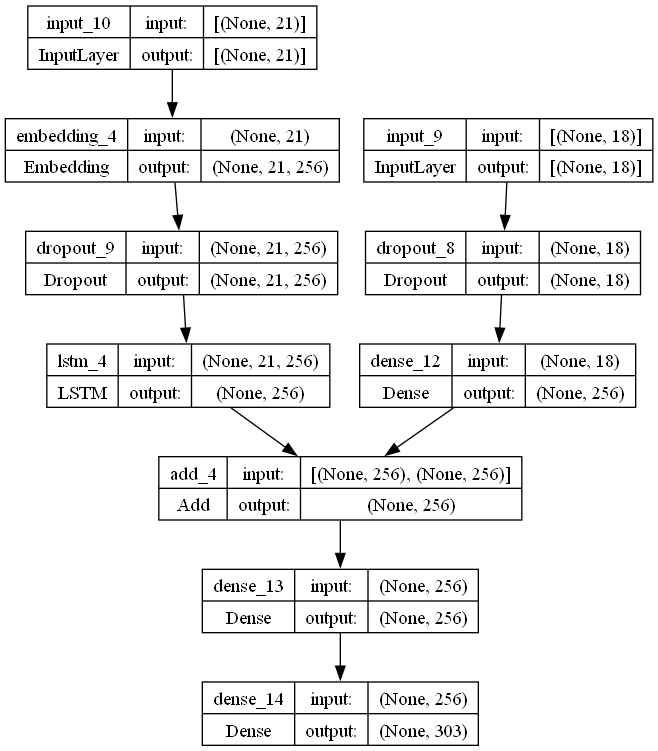 input_10 input: [(None, 21)]
InputLayer output: [(None, 21)]
embedding_4 input: (None, 21)
Embedding output: (None, 21, 256)
input_9 input: [(None, 18)]
InputLayer output: [(None, 18)]
dropout_9 input: (None, 21, 256)
Dropout output: (None, 21, 256)
dropout_8 input: (None, 18)
Dropout output: (None, 18)
lstm_4 input: (None, 21, 256)
LSTM output: (None, 256)
dense_12 input: (None, 18)
Dense output: (None, 256)
add_4 input: [(None, 256), (None, 256)]
Add output: (None, 256)
dense_13 input: (None, 256)
Dense output: (None, 256)
dense_14 input: (None, 256)
Dense output: (None, 303)